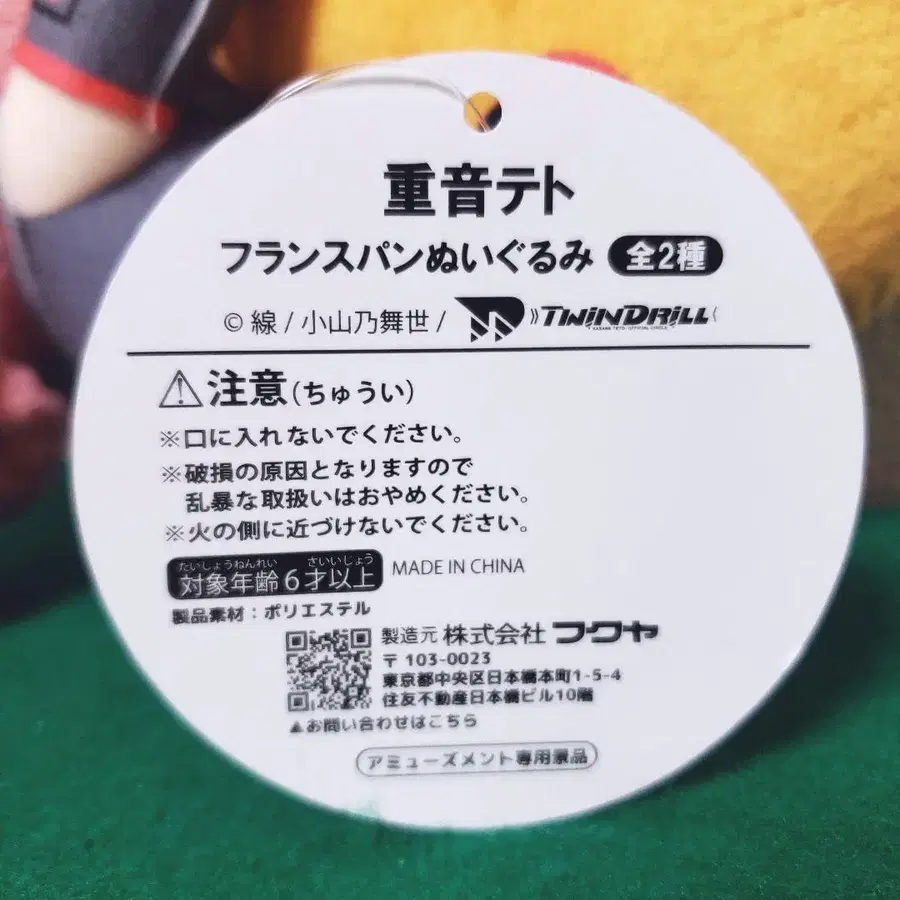 重音テト
フランスパンぬいぐるみ 全2種
© 線 / 小山乃舞世 / TWINDRILL
⚠注意(ちゅうい)
※口に入れないでください。
※破損の原因となりますので
乱暴な取扱いはおやめください。
※火の側に近づけないでください。
たいしょうねんれい さいいじょう
対象年齢6才以上 MADE IN CHINA
製品素材:ポリエステル
製造元 株式会社 フクヤ
〒103-0023
東京都中央区日本橋本町1-5-4
住友不動産日本橋ビル10階
▲お問い合わせはこちら
アミューズメント専用景品